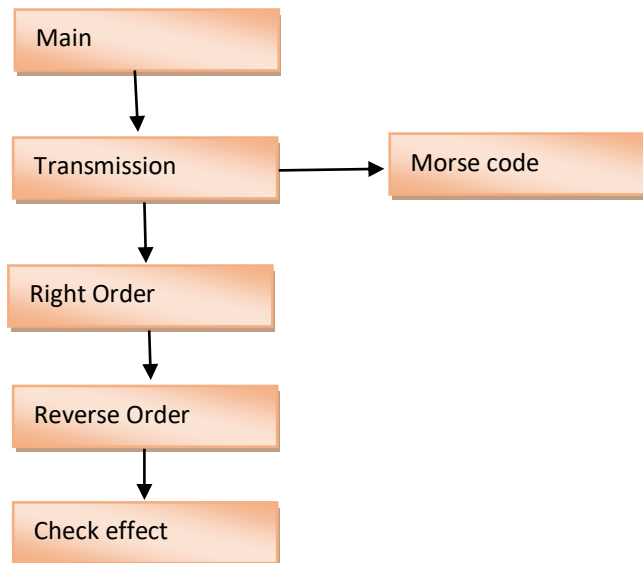 Main
Transmission
Morse code
Right Order
Reverse Order
Check effect